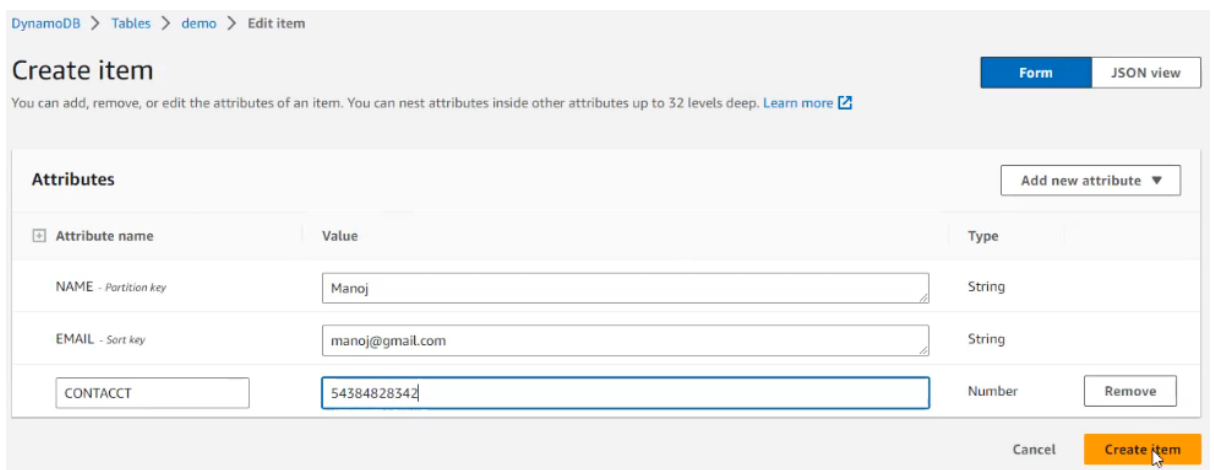 DynamoDB > Tables > demo > Edit item
Create item
Form JSON view
You can add, remove, or edit the attributes of an item. You can nest attributes inside other attributes up to 32 levels deep. Learn more
Attributes
Add new attribute ▼
Attribute name Value Type
NAME - Partition key Manoj String
EMAIL - Sort key manoj@gmail.com String
CONTACCT 54384828342 Number Remove
Cancel Create item